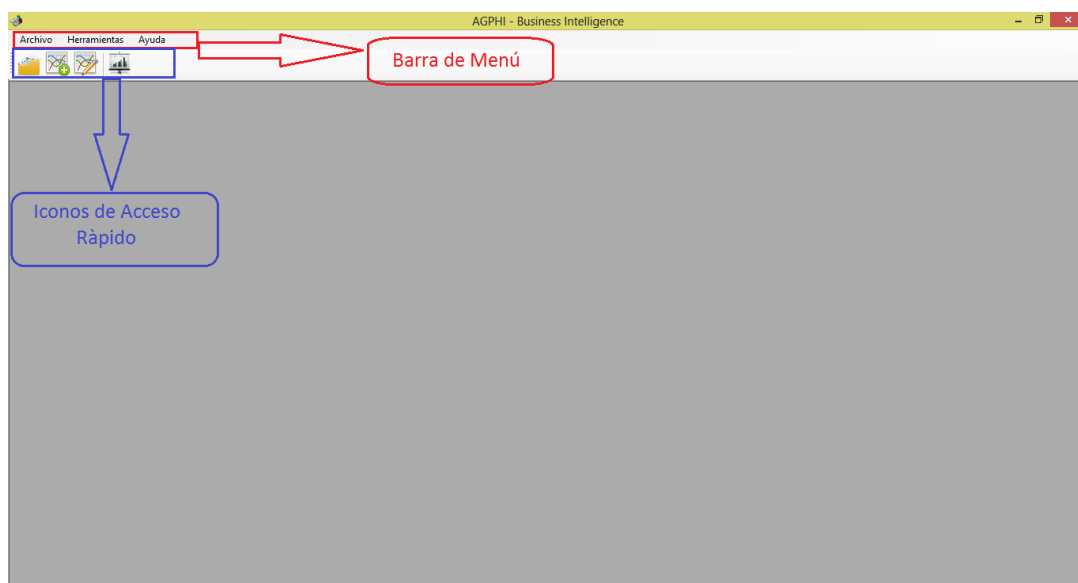 AGPHI - Business Intelligence
Archivo Herramientas Ayuda
Barra de Menú
Iconos de Acceso
Ràpido